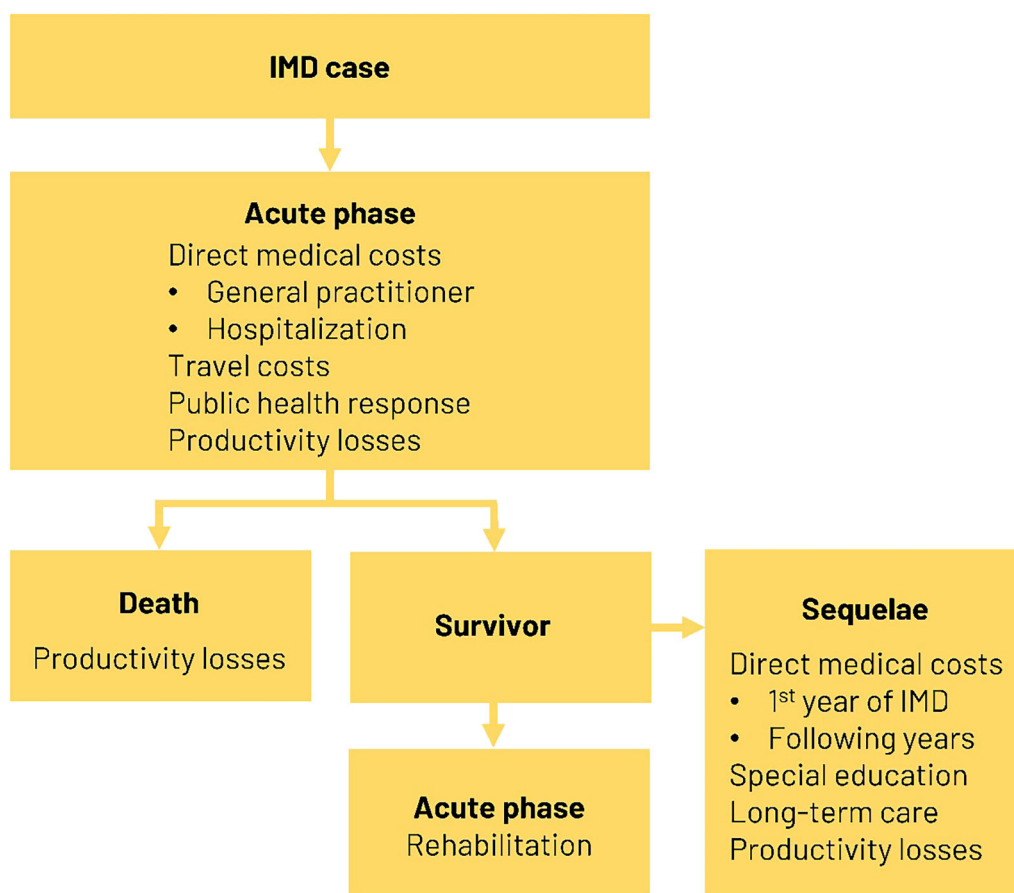 IMD case
Acute phase
Direct medical costs
• General practitioner
• Hospitalization
Travel costs
Public health response
Productivity losses
Death
Productivity losses
Survivor
Acute phase
Rehabilitation
Sequelae
Direct medical costs
• 1st year of IMD
• Following years
Special education
Long-term care
Productivity losses